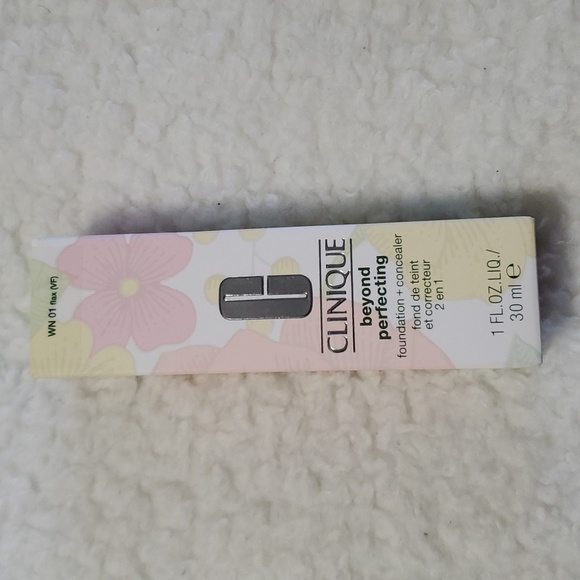 WN 01 flax (VF)
CLINIQUE
beyond
perfecting
foundation + concealer
fond de teint
et correcteur
2 en 1
1 FL.OZ.LIQ./
30 ml e